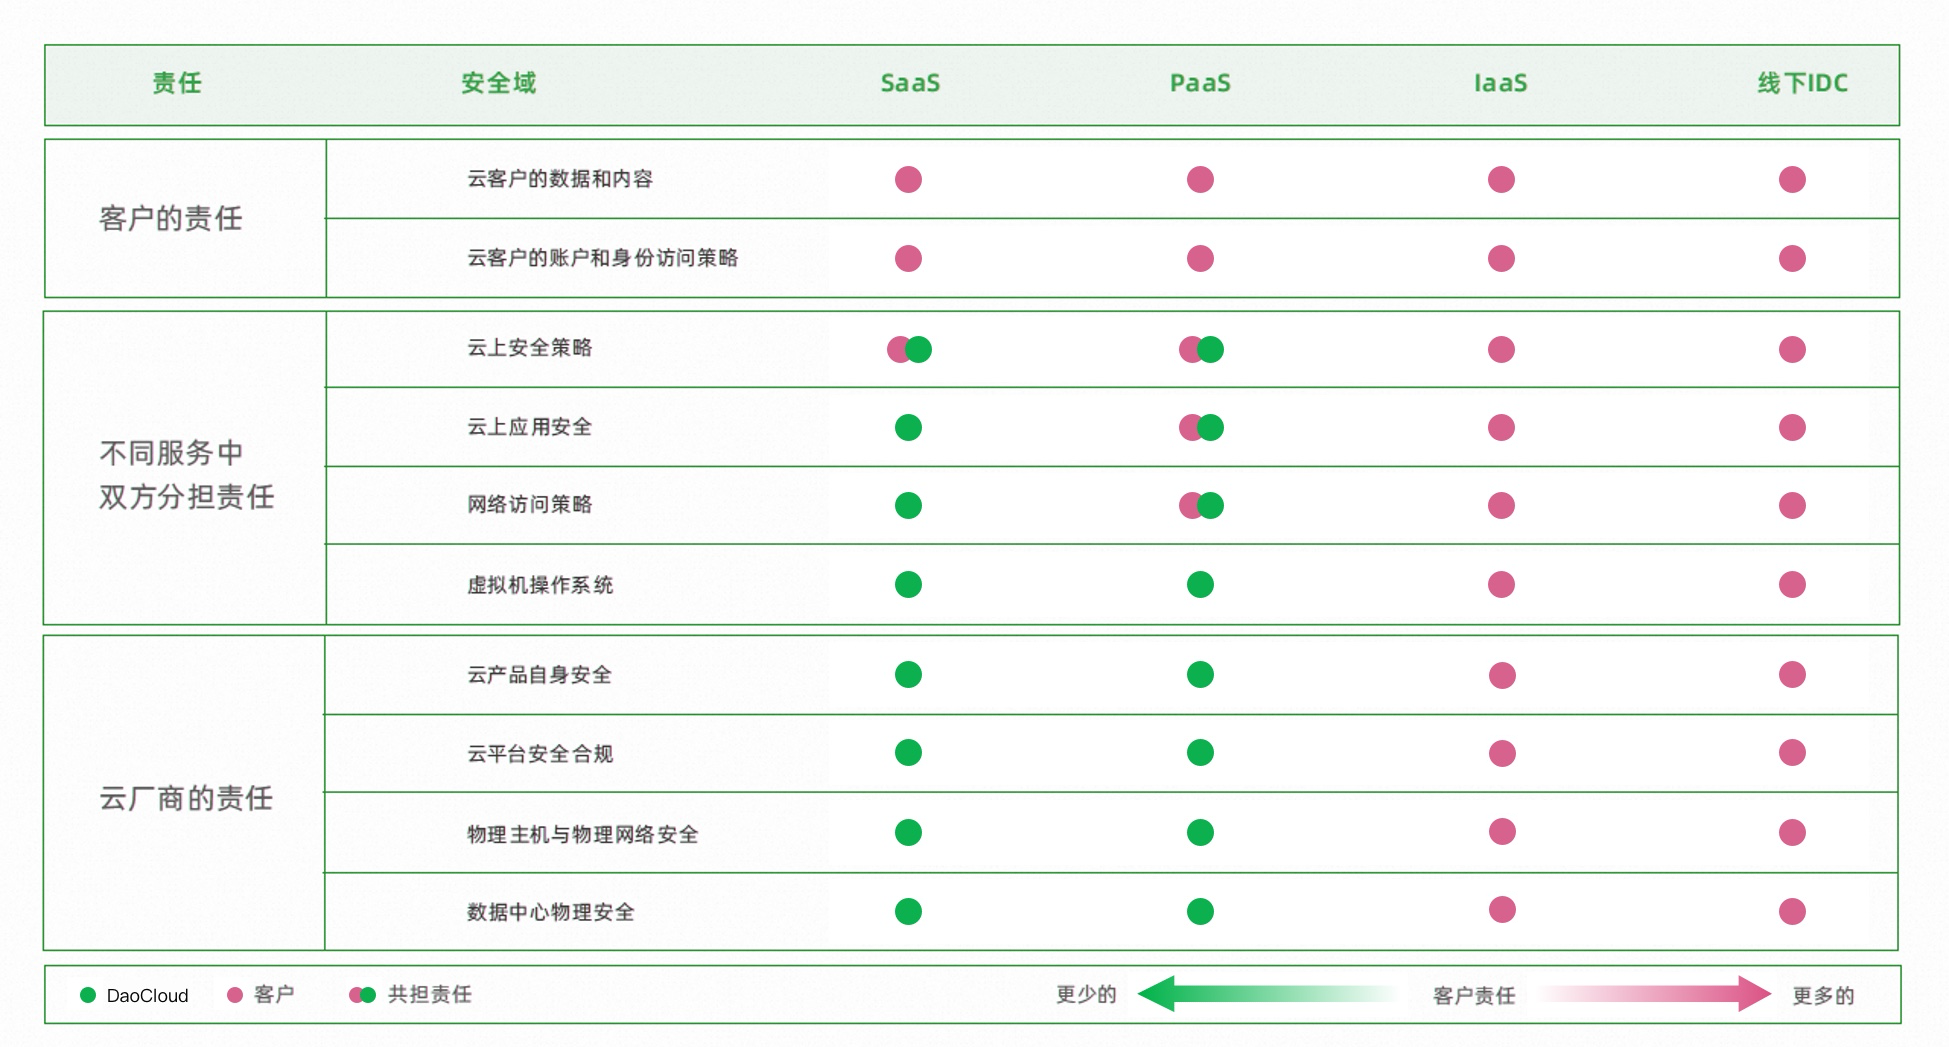 责任 安全域 SaaS PaaS IaaS 线下IDC
客户的责任
云客户的数据和内容
云客户的账户和身份访问策略
不同服务中
双方分担责任
云上安全策略
云上应用安全
网络访问策略
虚拟机操作系统
云厂商的责任
云产品自身安全
云平台安全合规
物理主机与物理网络安全
数据中心物理安全
DaoCloud 客户 共担责任 更少的 客户责任 更多的